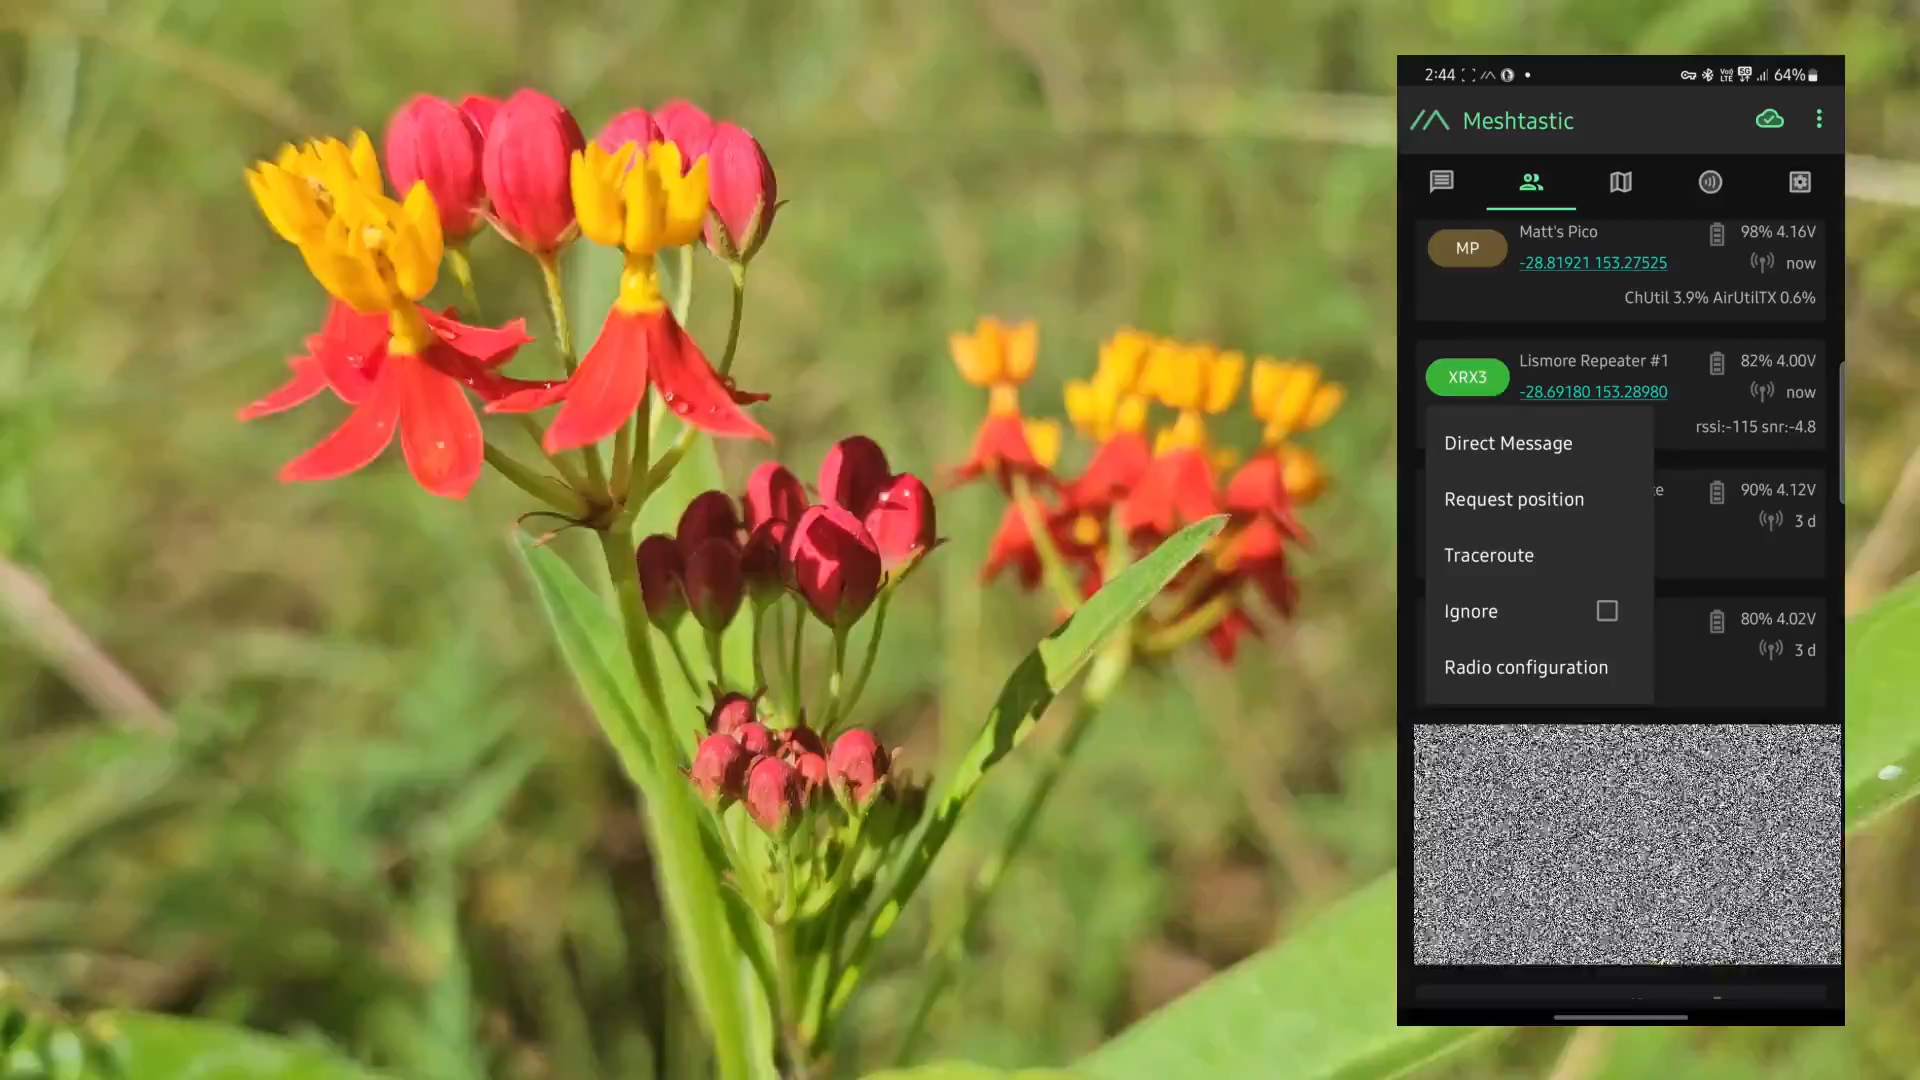 2:44
64%
Meshtastic
MP
Matt's Pico
98% 4.16V
-28.81921 153.27525
now
ChUtil 3.9% AirUtilTX 0.6%
XRX3
Lismore Repeater #1
82% 4.00V
-28.69180 153.28980
now
rssi:-115 snr:-4.8
Direct Message
Request position
90% 4.12V
3 d
Traceroute
Ignore
80% 4.02V
3 d
Radio configuration